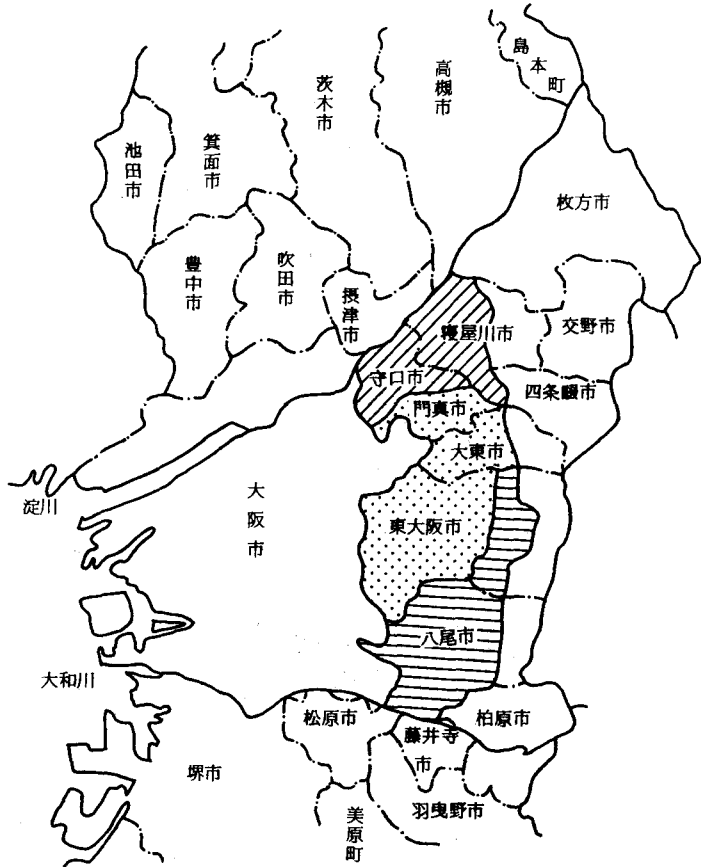 島本町
高槻市
茨木市
池田市
箕面市
枚方市
豊中市
吹田市
摂津市
寝屋川市
交野市
守口市
四条畷市
門真市
大東市
淀川
大阪市
東大阪市
八尾市
大和川
松原市
柏原市
藤井寺市
堺市
美原町
羽曳野市